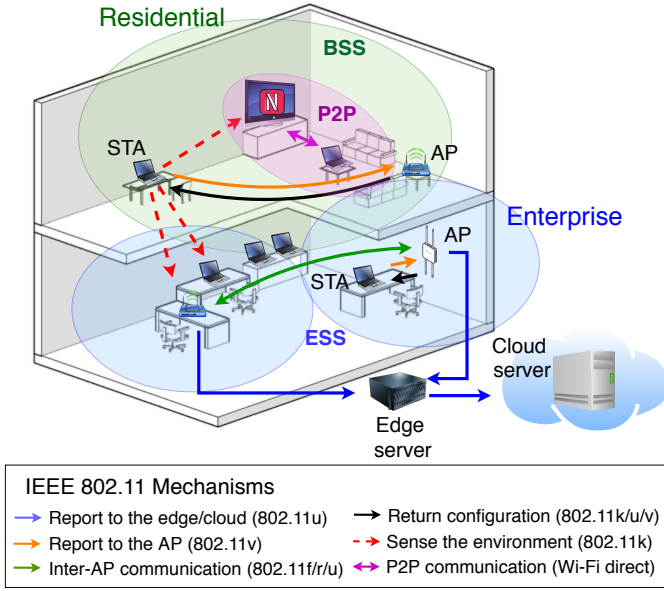 Residential
BSS
N
P2P
STA
AP
Enterprise
AP
STA
ESS
Cloud
server
Edge
server
IEEE 802.11 Mechanisms
Report to the edge/cloud (802.11u)
Report to the AP (802.11v)
Inter-AP communication (802.11f/r/u)
Return configuration (802.11k/u/v)
Sense the environment (802.11k)
P2P communication (Wi-Fi direct)